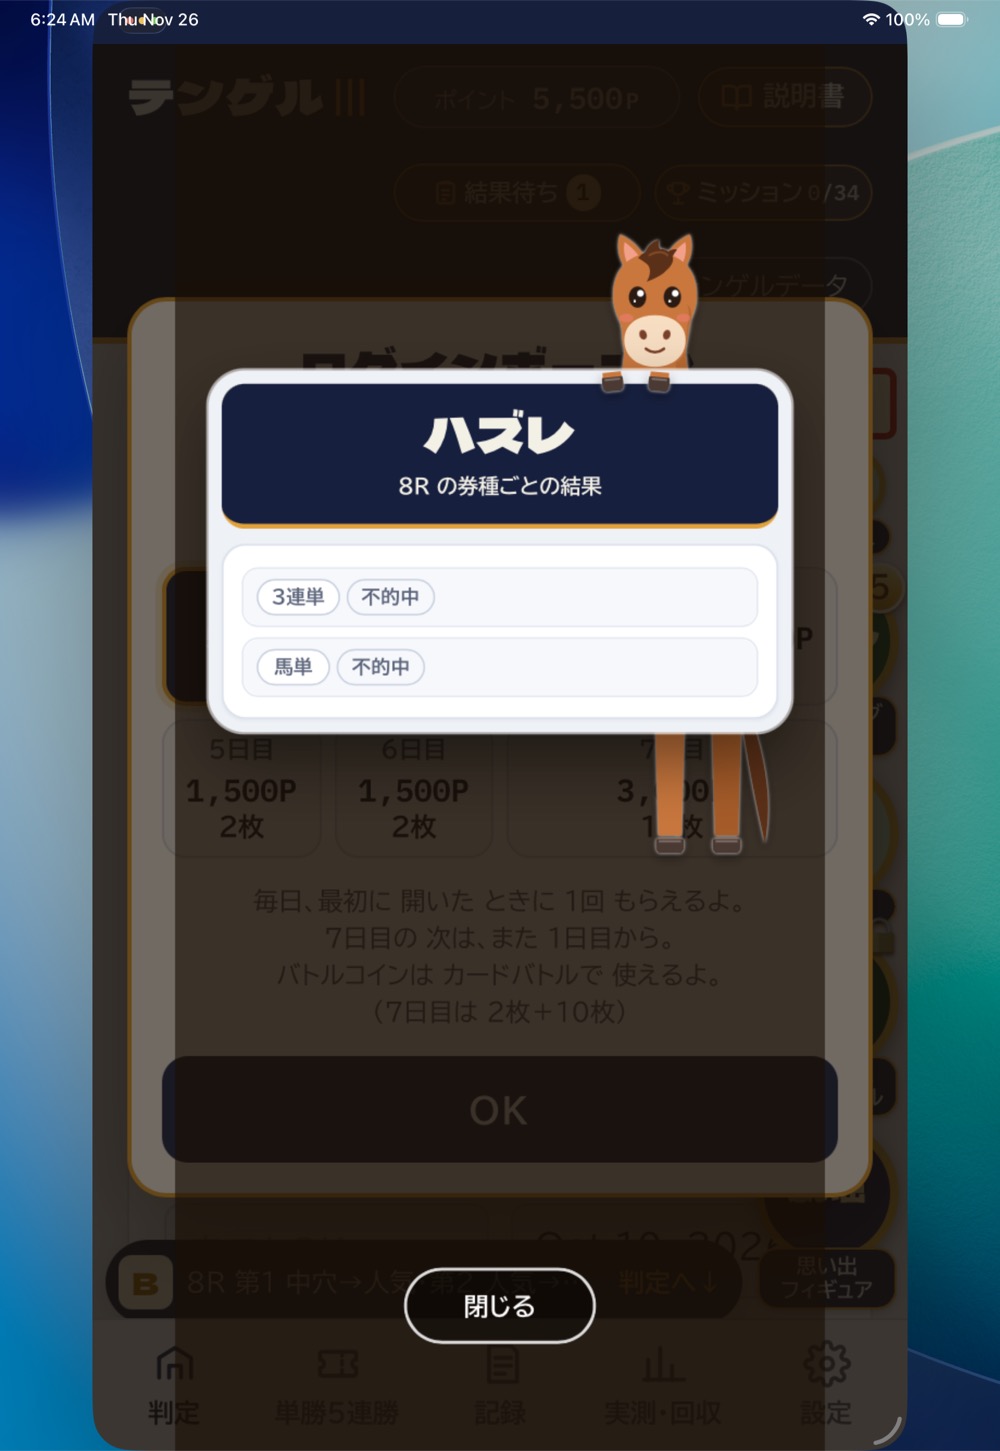 6:24 AM Thu Nov 26
100%
テンゲル
ポイント 5,500P
説明書
結果待ち 1
ミッション 0/34
ンゲルデータ
ハズレ
8R の券種ごとの結果
3連単 不的中
馬単 不的中
5日目
1,500P
2枚
6日目
1,500P
2枚
毎日、最初に 開いた ときに 1回 もらえるよ。
7日目の 次は、また 1日目から。
バトルコインは カードバトルで 使えるよ。
（7日目は 2枚＋10枚）
OK
B
8R 第1 中穴→人気
判定へ↓
思い出
フィギュア
閉じる
判定
単勝5連勝
記録
実測・回収
設定